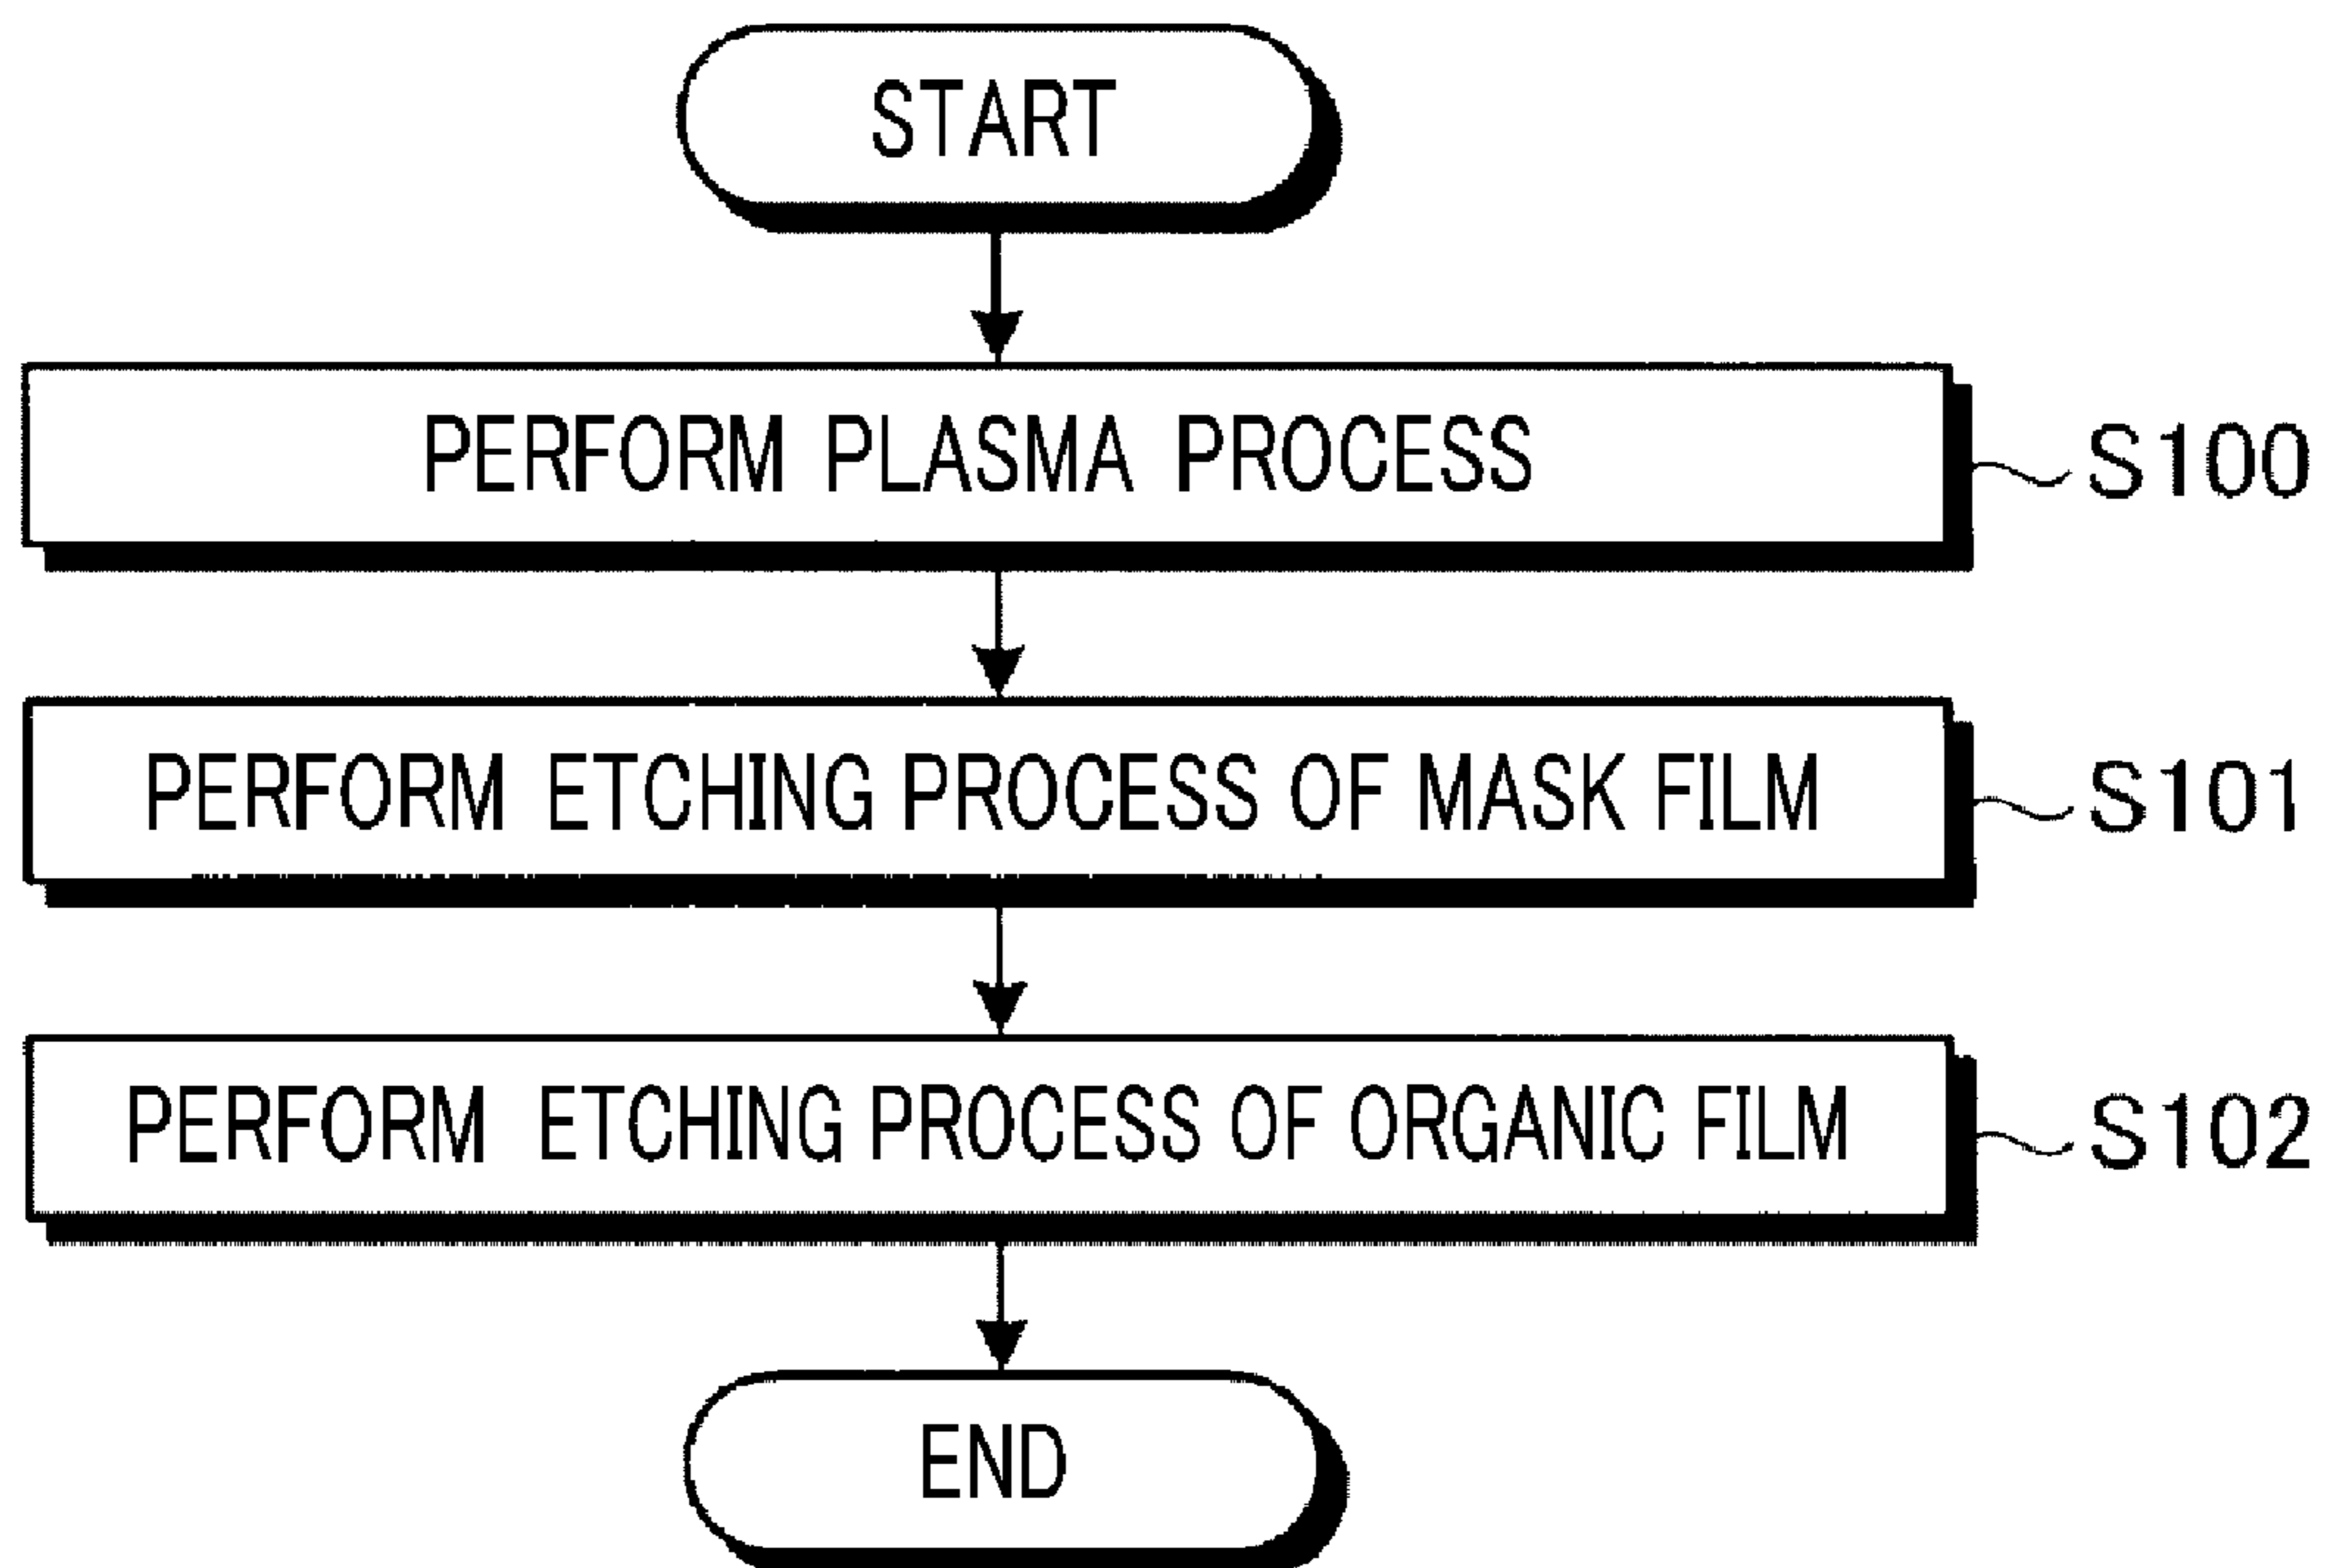 START
PERFORM PLASMA PROCESS
S100
PERFORM ETCHING PROCESS OF MASK FILM
S101
PERFORM ETCHING PROCESS OF ORGANIC FILM
S102
END